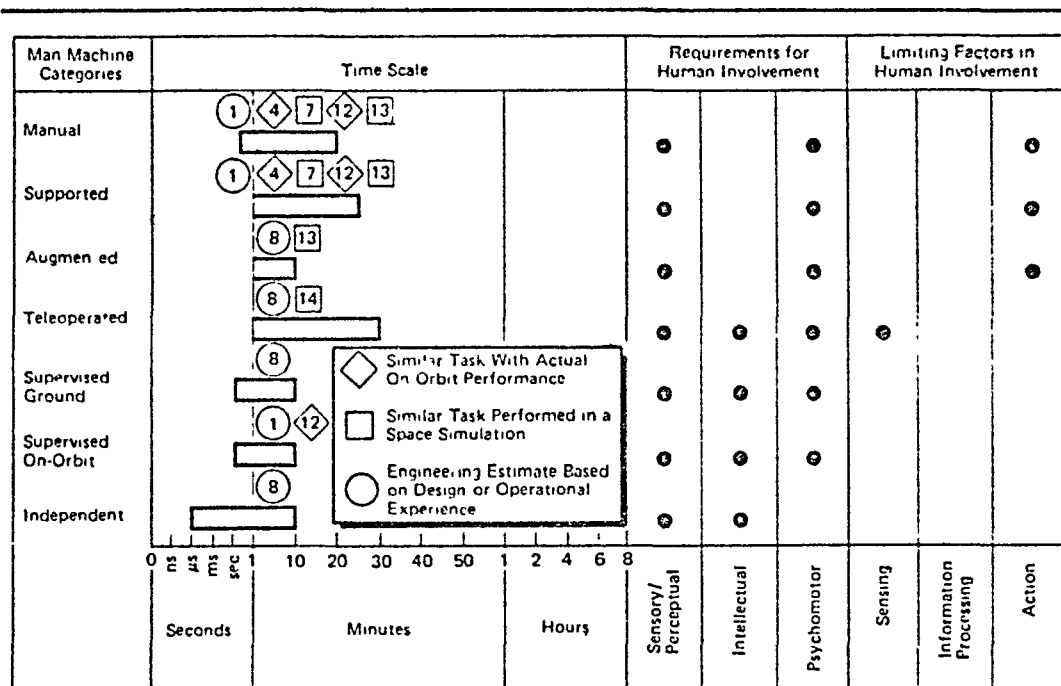 Man Machine
Categories
Time Scale
Requirements for
Human Involvement
Limiting Factors in
Human Involvement
1 4 7 12 13
Manual
1 4 7 12 13
Supported
8 13
Augmen ed
8 14
Teleoperated
8
Supervised
Ground
1 12
Supervised
On-Orbit
8
Independent
Similar Task With Actual
On Orbit Performance
Similar Task Performed in a
Space Simulation
Engineering Estimate Based
on Design or Operational
Experience
0 ns μs ms sec 1 10 20 30 40 50 1 2 4 6 8
Seconds
Minutes
Hours
Sensory/
Perceptual
Intellectual
Psychomotor
Sensing
Information
Processing
Action